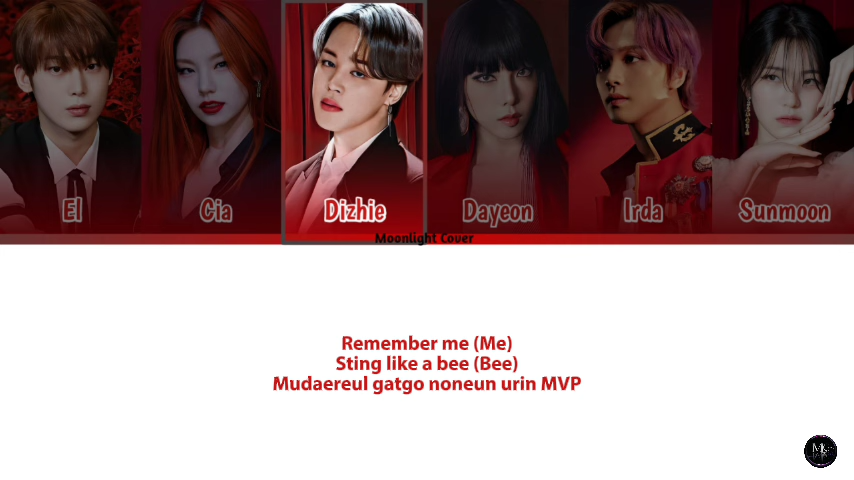 El Cia Dizhie Dayeon Irda Sunmoon
Moonlight Cover
Remember me (Me)
Sting like a bee (Bee)
Mudaereul gatgo noneun urin MVP